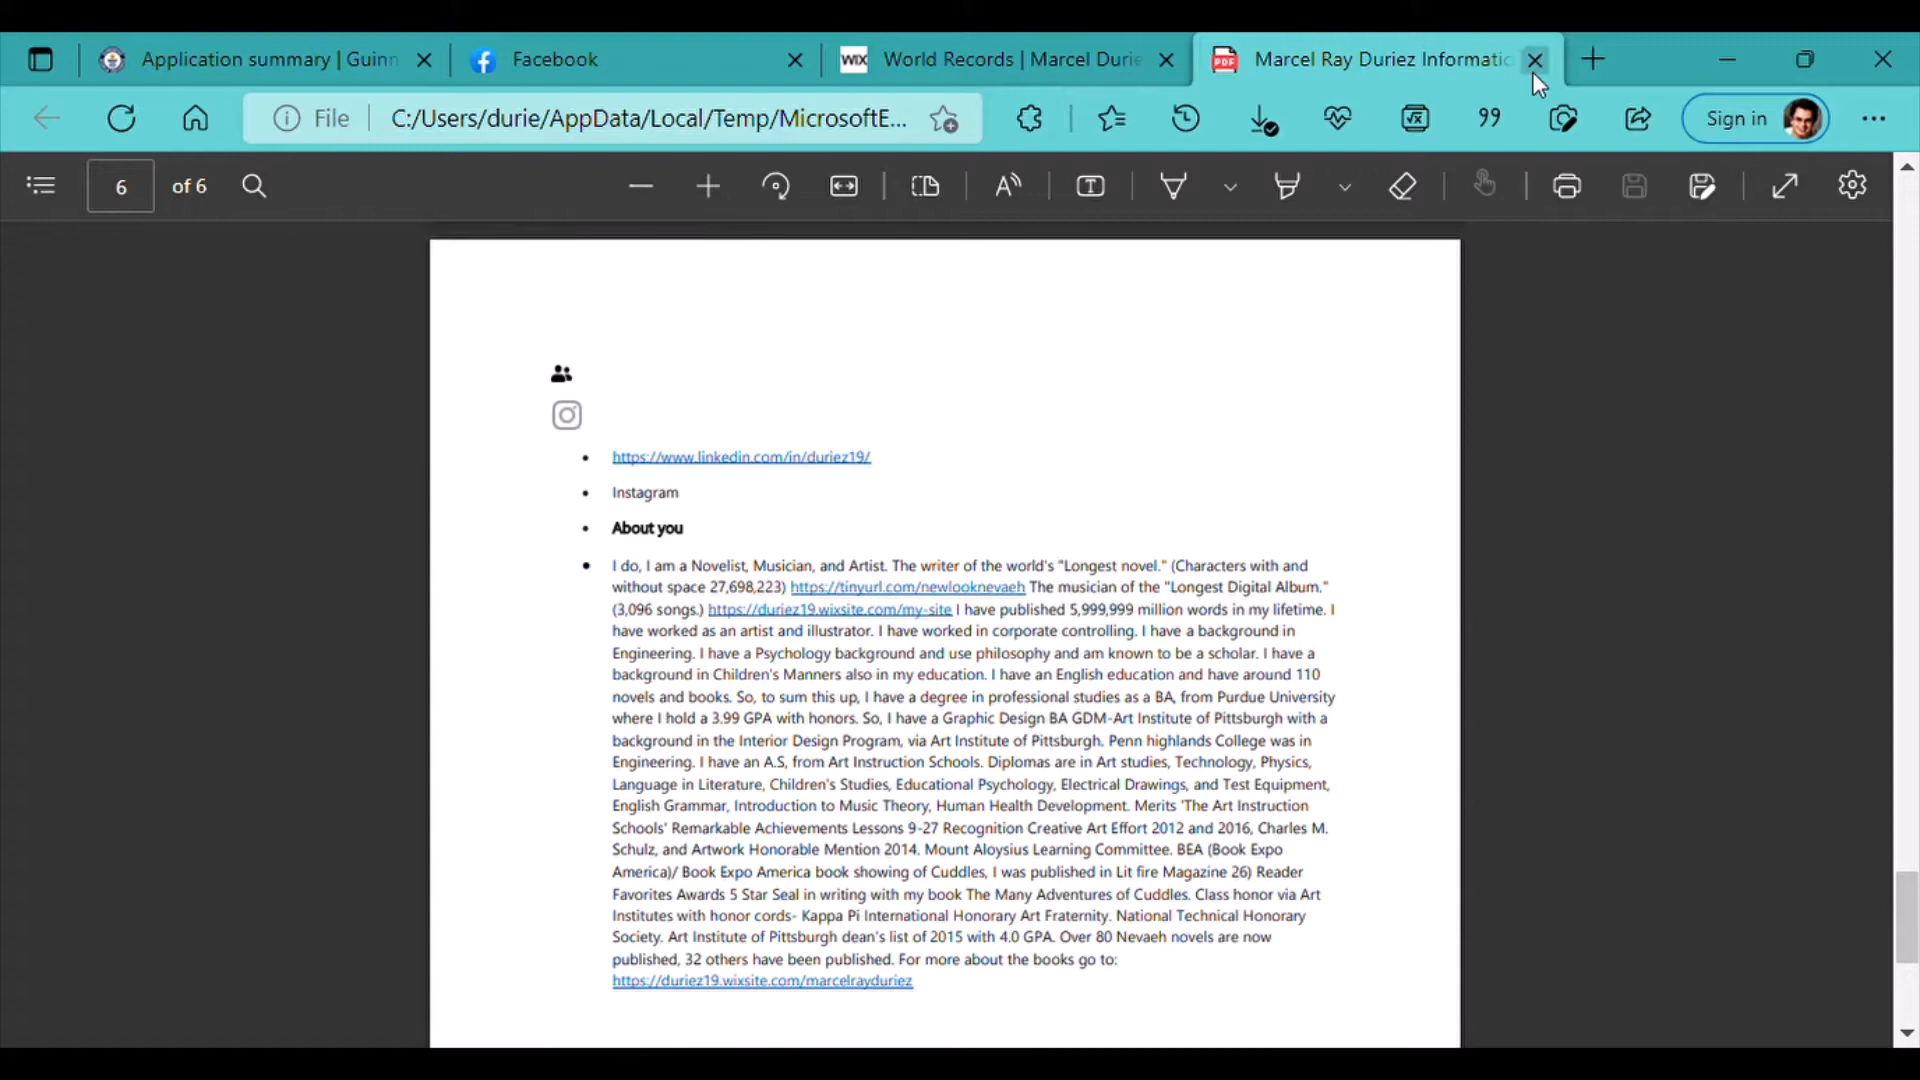 Application summary | Guinn
Facebook
WIX
World Records | Marcel Durie
PDF
Marcel Ray Duriez Informatic
File
C:/Users/durie/AppData/Local/Temp/MicrosoftE...
Sign in
6
of 6
https://www.linkedin.com/in/duriez19/
Instagram
About you
I do, I am a Novelist, Musician, and Artist. The writer of the world's "Longest novel." (Characters with and
without space 27,698,223) https://tinyurl.com/newlooknevaeh The musician of the "Longest Digital Album."
(3,096 songs.) https://duriez19.wixsite.com/my-site I have published 5,999,999 million words in my lifetime. I
have worked as an artist and illustrator. I have worked in corporate controlling. I have a background in
Engineering. I have a Psychology background and use philosophy and am known to be a scholar. I have a
background in Children's Manners also in my education. I have an English education and have around 110
novels and books. So, to sum this up, I have a degree in professional studies as a BA, from Purdue University
where I hold a 3.99 GPA with honors. So, I have a Graphic Design BA GDM-Art Institute of Pittsburgh with a
background in the Interior Design Program, via Art Institute of Pittsburgh. Penn highlands College was in
Engineering. I have an A.S, from Art Instruction Schools. Diplomas are in Art studies, Technology, Physics,
Language in Literature, Children's Studies, Educational Psychology, Electrical Drawings, and Test Equipment,
English Grammar, Introduction to Music Theory, Human Health Development. Merits 'The Art Instruction
Schools' Remarkable Achievements Lessons 9-27 Recognition Creative Art Effort 2012 and 2016, Charles M.
Schulz, and Artwork Honorable Mention 2014. Mount Aloysius Learning Committee. BEA (Book Expo
America)/ Book Expo America book showing of Cuddles, I was published in Lit fire Magazine 26) Reader
Favorites Awards 5 Star Seal in writing with my book The Many Adventures of Cuddles. Class honor via Art
Institutes with honor cords- Kappa Pi International Honorary Art Fraternity. National Technical Honorary
Society. Art Institute of Pittsburgh dean's list of 2015 with 4.0 GPA. Over 80 Nevaeh novels are now
published, 32 others have been published. For more about the books go to:
https://duriez19.wixsite.com/marcelrayduriez